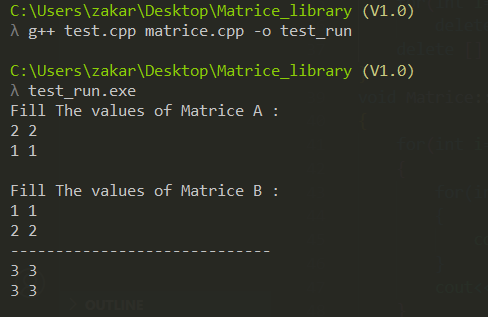 C:\Users\zakar\Desktop\Matrice_library (V1.0)
λ g++ test.cpp matrice.cpp -o test_run
C:\Users\zakar\Desktop\Matrice_library (V1.0)
λ test_run.exe
Fill The values of Matrice A :
2 2
1 1
Fill The values of Matrice B :
1 1
2 2
-----------------------------
3 3
3 3
OUTLINE